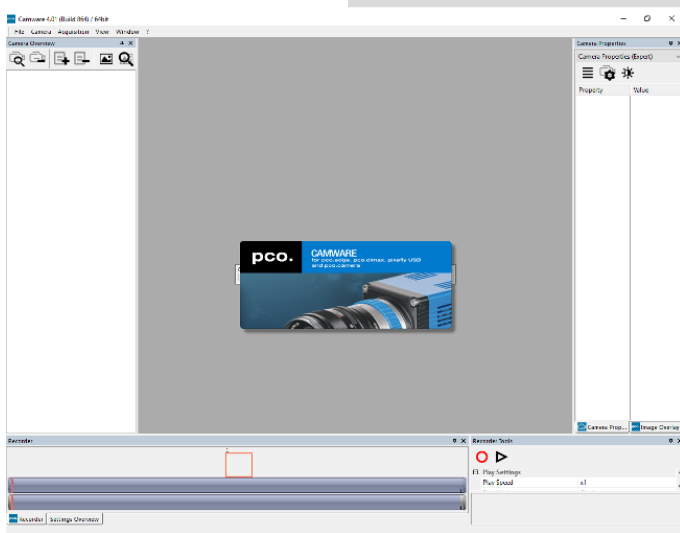 Camware 4.01 (Build 864) / 64bit
File Camera Acquisition View Window ?
Camera Overview
Camera Properties
Camera Properties (Expert)
Property Value
pco.
CAMWARE
for pco.edge, pco.dimax, pixelfly USB
and pco.camera
Camera Prop... Image Overlay
Recorder
Recorder Tools
1
Play Settings
Play Speed x1
Recorder Settings Overview